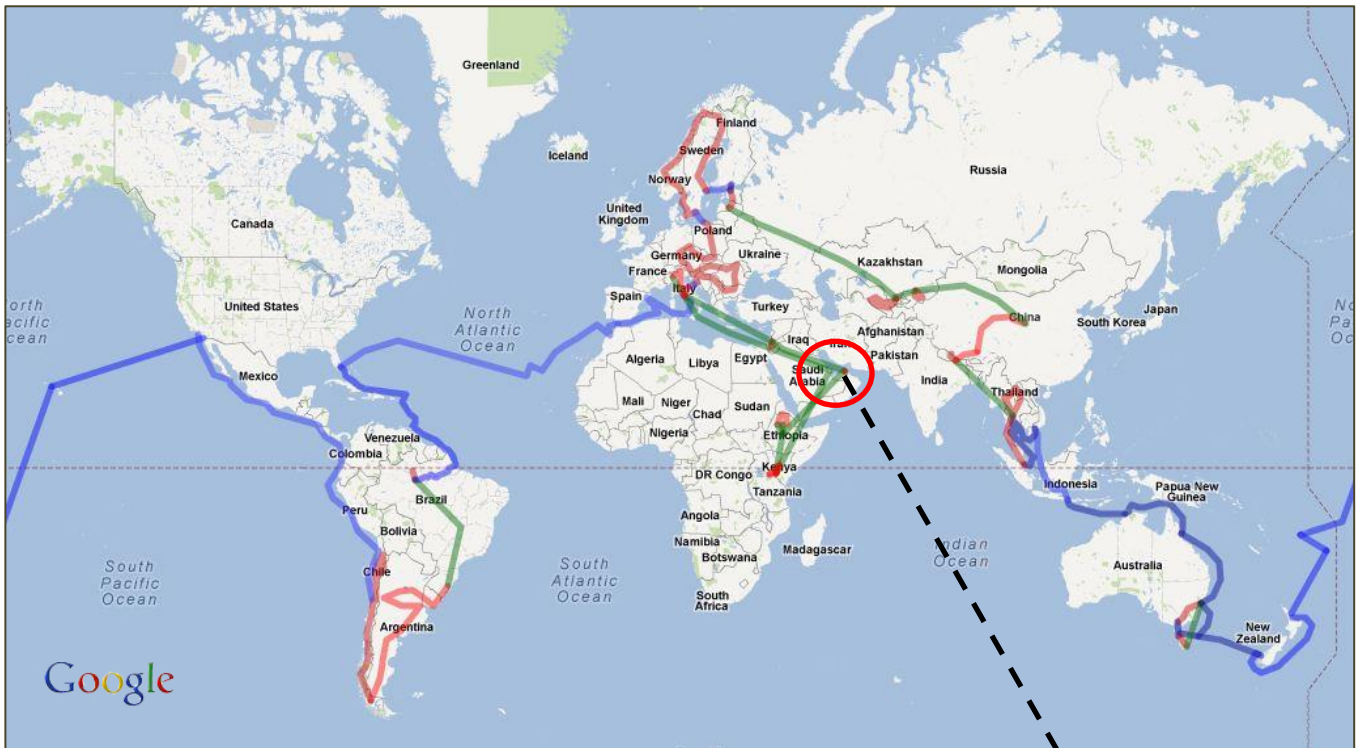 Greenland
Finland
Iceland
Sweden
Russia
Norway
Canada
United
Kingdom
Poland
Germany
Ukraine
Kazakhstan
Mongolia
France
Italy
United States
Spain
Turkey
China
Japan
South Korea
North
Atlantic
Ocean
Afghanistan
Iraq
Algeria
Libya
Egypt
Pakistan
Mexico
Saudi
Arabia
India
Thailand
Mali
Niger
Chad
Sudan
Nigeria
Ethiopia
Venezuela
Colombia
DR Congo
Kenya
Tanzania
Indonesia
Papua New
Guinea
Brazil
Peru
Angola
Bolivia
Namibia
Botswana
Madagascar
Indian
Ocean
Australia
South
Pacific
Ocean
Chile
South
Atlantic
Ocean
South
Africa
Argentina
New
Zealand
Google